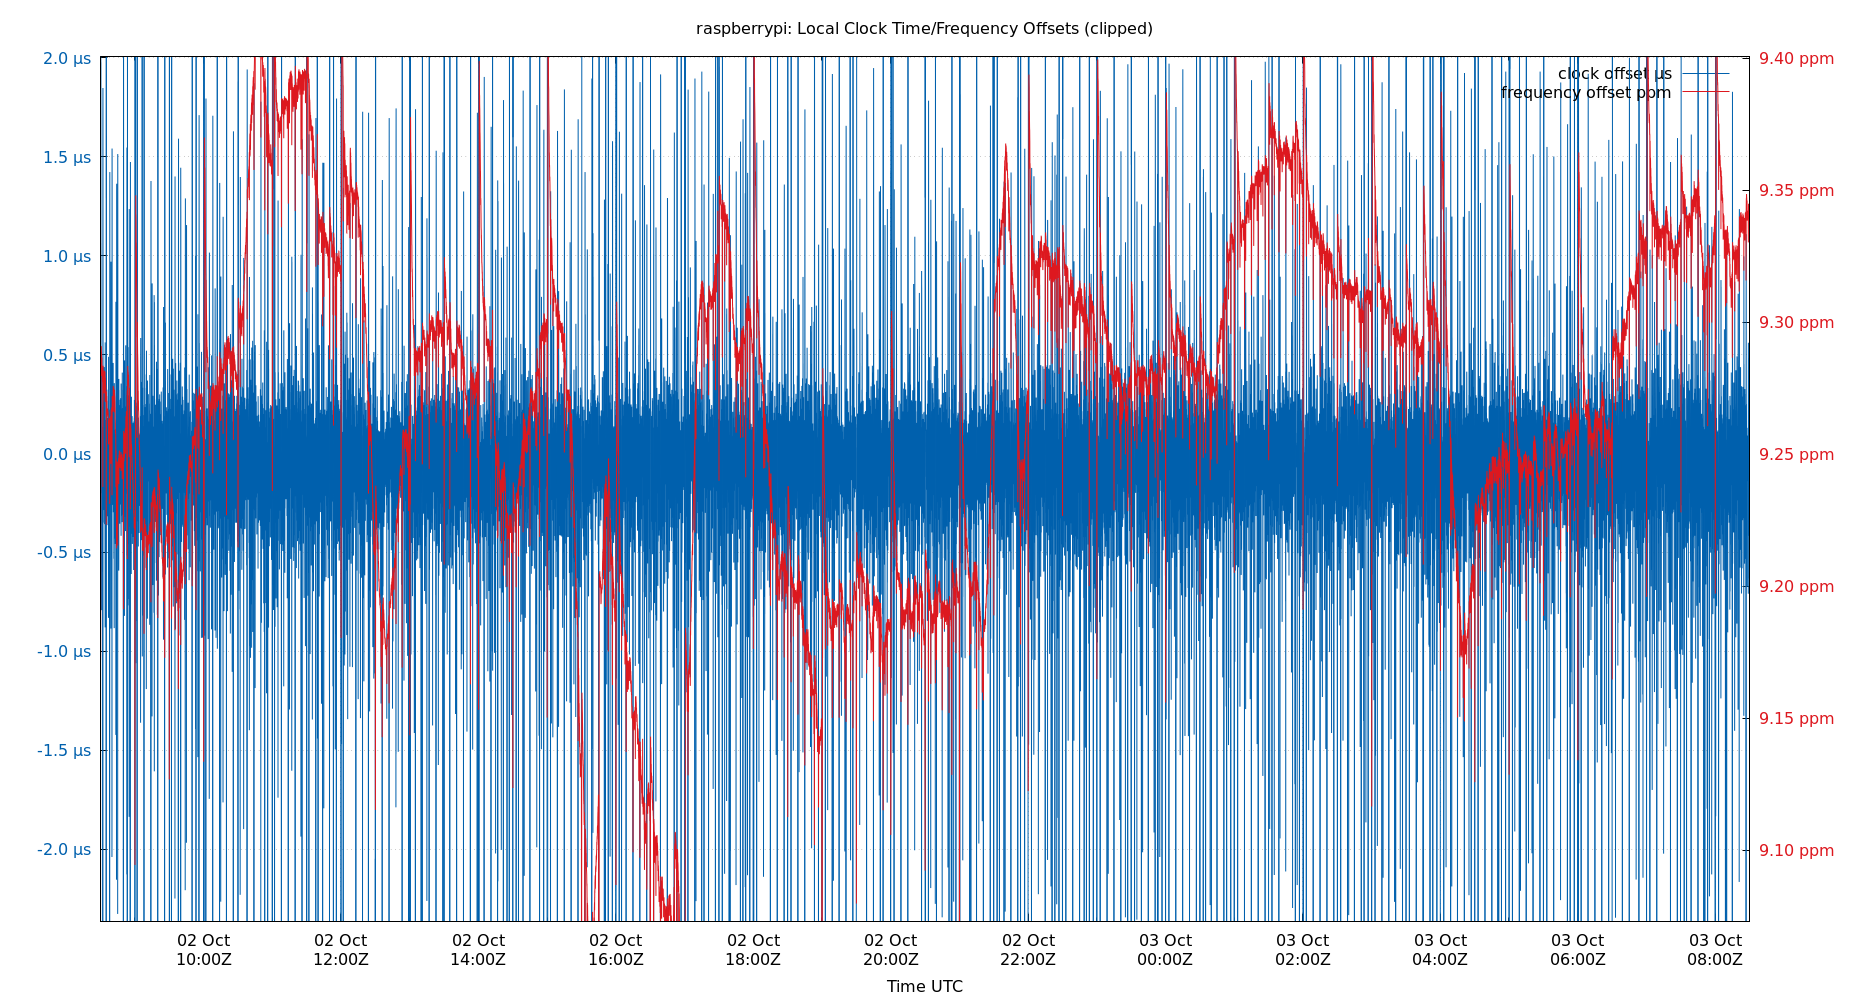 raspberrypi: Local Clock Time/Frequency Offsets (clipped)
2.0 µs
1.5 µs
1.0 µs
0.5 µs
0.0 µs
-0.5 µs
-1.0 µs
-1.5 µs
-2.0 µs
clock offset µs
frequency offset ppm
9.40 ppm
9.35 ppm
9.30 ppm
9.25 ppm
9.20 ppm
9.15 ppm
9.10 ppm
02 Oct 02 Oct 02 Oct 02 Oct 02 Oct 02 Oct 02 Oct 03 Oct 03 Oct 03 Oct 03 Oct 03 Oct
10:00Z 12:00Z 14:00Z 16:00Z 18:00Z 20:00Z 22:00Z 00:00Z 02:00Z 04:00Z 06:00Z 08:00Z
Time UTC